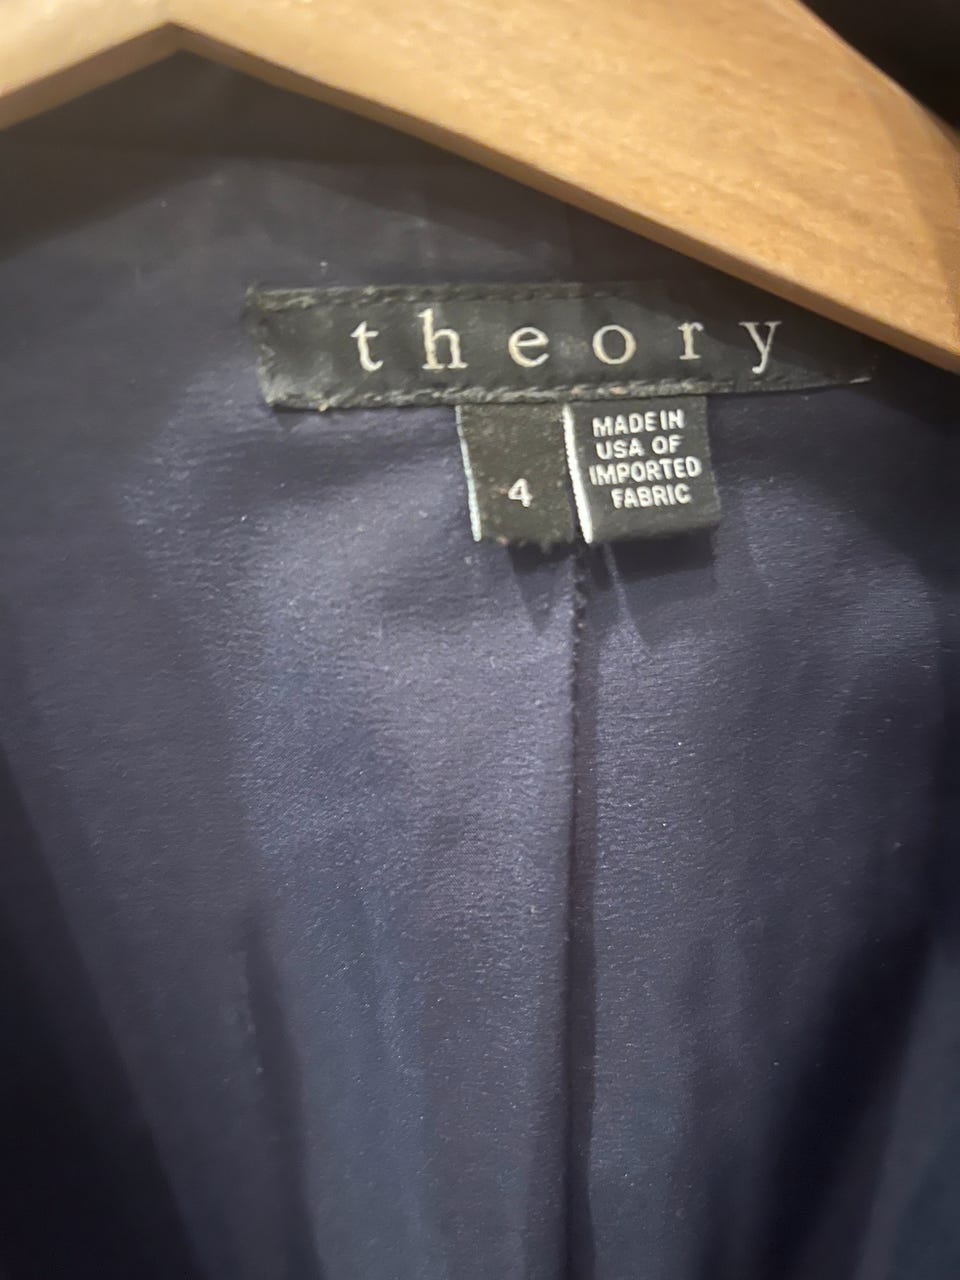 theory
4
MADE IN
USA OF
IMPORTED
FABRIC